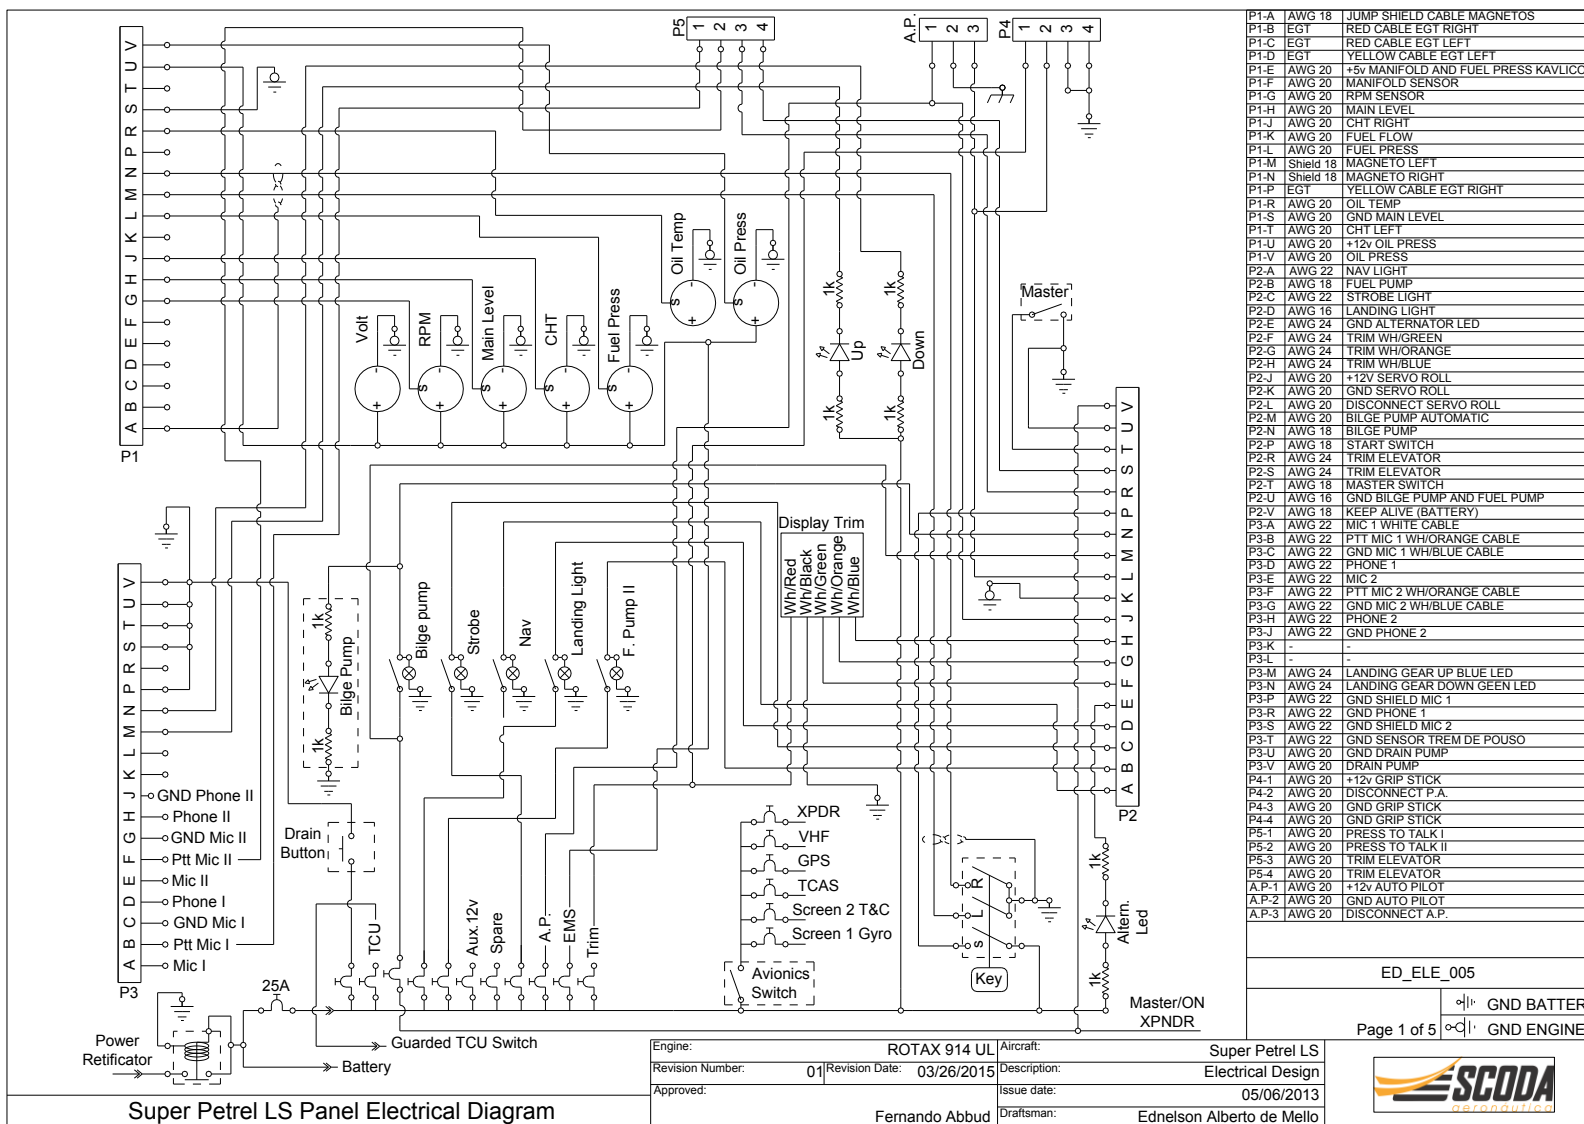 P5
1 2 3 4
A.P.
1 2 3
P4
1 2 3 4
V
U
T
S
R
P
N
M
L
K
J
H
G
F
E
D
C
B
A
P1
Oil Temp
Oil Press
S
+
S
+
Volt
RPM
Main Level
CHT
Fuel Press
S
S
S
S
+
+
+
+
+
1k
1k
Up
Down
1k
1k
Master
V
U
T
S
R
P
N
M
L
K
J
H
G
F
E
D
C
B
A
P2
Display Trim
Wh/Red
Wh/Black
Wh/Green
Wh/Orange
Wh/Blue
Bilge pump
Strobe
Nav
Landing Light
F. Pump II
1k
Bilge Pump
1k
V
U
T
S
R
P
N
M
L
K
J GND Phone II
H Phone II
G GND Mic II
F Ptt Mic II
E Mic II
D Phone I
C GND Mic I
B Ptt Mic I
A Mic I
P3
Drain
Button
TCU
Aux.12v
Spare
A.P.
EMS
Trim
XPDR
VHF
GPS
TCAS
Screen 2 T&C
Screen 1 Gyro
Avionics
Switch
R
L
S
Key
1k
Altern.
Led
1k
25A
Power
Retificator
Guarded TCU Switch
Battery
Master/ON
XPNDR
P1-A AWG 18 JUMP SHIELD CABLE MAGNETOS
P1-B EGT RED CABLE EGT RIGHT
P1-C EGT RED CABLE EGT LEFT
P1-D EGT YELLOW CABLE EGT LEFT
P1-E AWG 20 +5v MANIFOLD AND FUEL PRESS KAVLICO
P1-F AWG 20 MANIFOLD SENSOR
P1-G AWG 20 RPM SENSOR
P1-H AWG 20 MAIN LEVEL
P1-J AWG 20 CHT RIGHT
P1-K AWG 20 FUEL FLOW
P1-L AWG 20 FUEL PRESS
P1-M Shield 18 MAGNETO LEFT
P1-N Shield 18 MAGNETO RIGHT
P1-P EGT YELLOW CABLE EGT RIGHT
P1-R AWG 20 OIL TEMP
P1-S AWG 20 GND MAIN LEVEL
P1-T AWG 20 CHT LEFT
P1-U AWG 20 +12v OIL PRESS
P1-V AWG 20 OIL PRESS
P2-A AWG 22 NAV LIGHT
P2-B AWG 18 FUEL PUMP
P2-C AWG 22 STROBE LIGHT
P2-D AWG 16 LANDING LIGHT
P2-E AWG 24 GND ALTERNATOR LED
P2-F AWG 24 TRIM WH/GREEN
P2-G AWG 24 TRIM WH/ORANGE
P2-H AWG 24 TRIM WH/BLUE
P2-J AWG 20 +12V SERVO ROLL
P2-K AWG 20 GND SERVO ROLL
P2-L AWG 20 DISCONNECT SERVO ROLL
P2-M AWG 20 BILGE PUMP AUTOMATIC
P2-N AWG 18 BILGE PUMP
P2-P AWG 18 START SWITCH
P2-R AWG 24 TRIM ELEVATOR
P2-S AWG 24 TRIM ELEVATOR
P2-T AWG 18 MASTER SWITCH
P2-U AWG 16 GND BILGE PUMP AND FUEL PUMP
P2-V AWG 18 KEEP ALIVE (BATTERY)
P3-A AWG 22 MIC 1 WHITE CABLE
P3-B AWG 22 PTT MIC 1 WH/ORANGE CABLE
P3-C AWG 22 GND MIC 1 WH/BLUE CABLE
P3-D AWG 22 PHONE 1
P3-E AWG 22 MIC 2
P3-F AWG 22 PTT MIC 2 WH/ORANGE CABLE
P3-G AWG 22 GND MIC 2 WH/BLUE CABLE
P3-H AWG 22 PHONE 2
P3-J AWG 22 GND PHONE 2
P3-K - -
P3-L - -
P3-M AWG 24 LANDING GEAR UP BLUE LED
P3-N AWG 24 LANDING GEAR DOWN GEEN LED
P3-P AWG 22 GND SHIELD MIC 1
P3-R AWG 22 GND PHONE 1
P3-S AWG 22 GND SHIELD MIC 2
P3-T AWG 22 GND SENSOR TREM DE POUSO
P3-U AWG 20 GND DRAIN PUMP
P3-V AWG 20 DRAIN PUMP
P4-1 AWG 20 +12v GRIP STICK
P4-2 AWG 20 DISCONNECT P.A.
P4-3 AWG 20 GND GRIP STICK
P4-4 AWG 20 GND GRIP STICK
P5-1 AWG 20 PRESS TO TALK I
P5-2 AWG 20 PRESS TO TALK II
P5-3 AWG 20 TRIM ELEVATOR
P5-4 AWG 20 TRIM ELEVATOR
A.P-1 AWG 20 +12v AUTO PILOT
A.P-2 AWG 20 GND AUTO PILOT
A.P-3 AWG 20 DISCONNECT A.P.
ED_ELE_005
Page 1 of 5
GND BATTER
GND ENGINE
Engine: ROTAX 914 UL
Aircraft: Super Petrel LS
Revision Number: 01
Revision Date: 03/26/2015
Description: Electrical Design
Approved: Fernando Abbud
Issue date: 05/06/2013
Draftsman: Ednelson Alberto de Mello
Super Petrel LS Panel Electrical Diagram
SCODA
aeronáutica